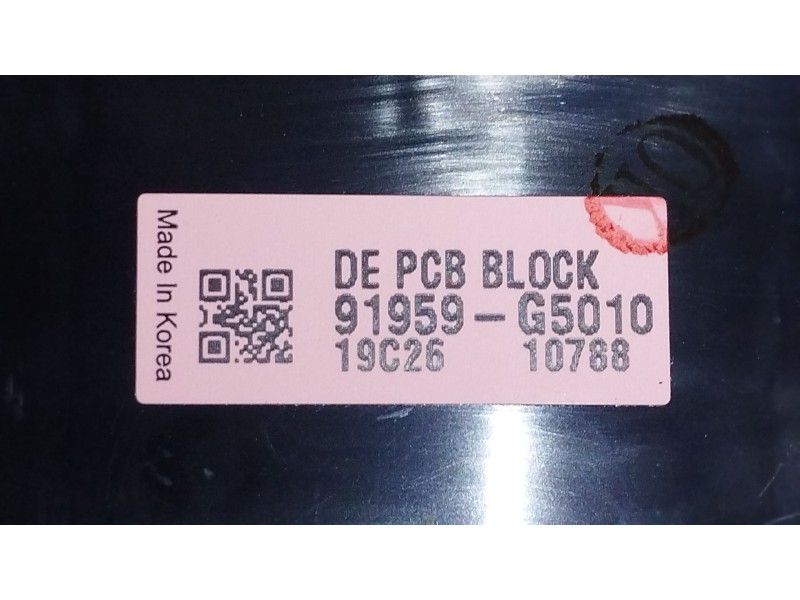 Made In Korea
DE PCB BLOCK
91959-G5010
19C26 10788